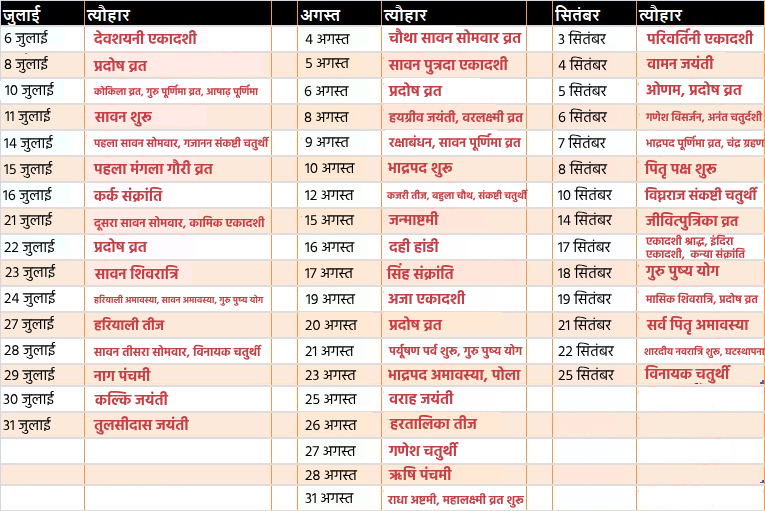 जुलाई त्यौहार अगस्त त्यौहार सितंबर त्यौहार
6 जुलाई देवशयनी एकादशी 4 अगस्त चौथा सावन सोमवार व्रत 3 सितंबर परिवर्तिनी एकादशी
8 जुलाई प्रदोष व्रत 5 अगस्त सावन पुत्रदा एकादशी 4 सितंबर वामन जयंती
10 जुलाई कोकिला व्रत, गुरु पूर्णिमा व्रत, आषाढ़ पूर्णिमा 6 अगस्त प्रदोष व्रत 5 सितंबर ओणम, प्रदोष व्रत
11 जुलाई सावन शुरू 8 अगस्त हयग्रीव जयंती, वरलक्ष्मी व्रत 6 सितंबर गणेश विसर्जन, अनंत चतुर्दशी
14 जुलाई पहला सावन सोमवार, गजानन संकष्टी चतुर्थी 9 अगस्त रक्षाबंधन, सावन पूर्णिमा व्रत 7 सितंबर भाद्रपद पूर्णिमा व्रत, चंद्र ग्रहण
15 जुलाई पहला मंगला गौरी व्रत 10 अगस्त भाद्रपद शुरू 8 सितंबर पितृ पक्ष शुरू
16 जुलाई कर्क संक्रांति 12 अगस्त कजरी तीज, बहुला चौथ, संकष्टी चतुर्थी 10 सितंबर विघ्नराज संकष्टी चतुर्थी
21 जुलाई दूसरा सावन सोमवार, कामिक एकादशी 15 अगस्त जन्माष्टमी 14 सितंबर जीवित्पुत्रिका व्रत
22 जुलाई प्रदोष व्रत 16 अगस्त दही हांडी 17 सितंबर एकादशी श्राद्ध, इंदिरा
एकादशी, कन्या संक्रांति
23 जुलाई सावन शिवरात्रि 17 अगस्त सिंह संक्रांति 18 सितंबर गुरु पुष्य योग
24 जुलाई हरियाली अमावस्या, सावन अमावस्या, गुरु पुष्य योग 19 अगस्त अजा एकादशी 19 सितंबर मासिक शिवरात्रि, प्रदोष व्रत
27 जुलाई हरियाली तीज 20 अगस्त प्रदोष व्रत 21 सितंबर सर्व पितृ अमावस्या
28 जुलाई सावन तीसरा सोमवार, विनायक चतुर्थी 21 अगस्त पर्यूषण पर्व शुरू, गुरु पुष्य योग 22 सितंबर शारदीय नवरात्रि शुरू, घटस्थापना
29 जुलाई नाग पंचमी 23 अगस्त भाद्रपद अमावस्या, पोला 25 सितंबर विनायक चतुर्थी
30 जुलाई कल्कि जयंती 25 अगस्त वराह जयंती
31 जुलाई तुलसीदास जयंती 26 अगस्त हरतालिका तीज
27 अगस्त गणेश चतुर्थी
28 अगस्त ऋषि पंचमी
31 अगस्त राधा अष्टमी, महालक्ष्मी व्रत शुरू